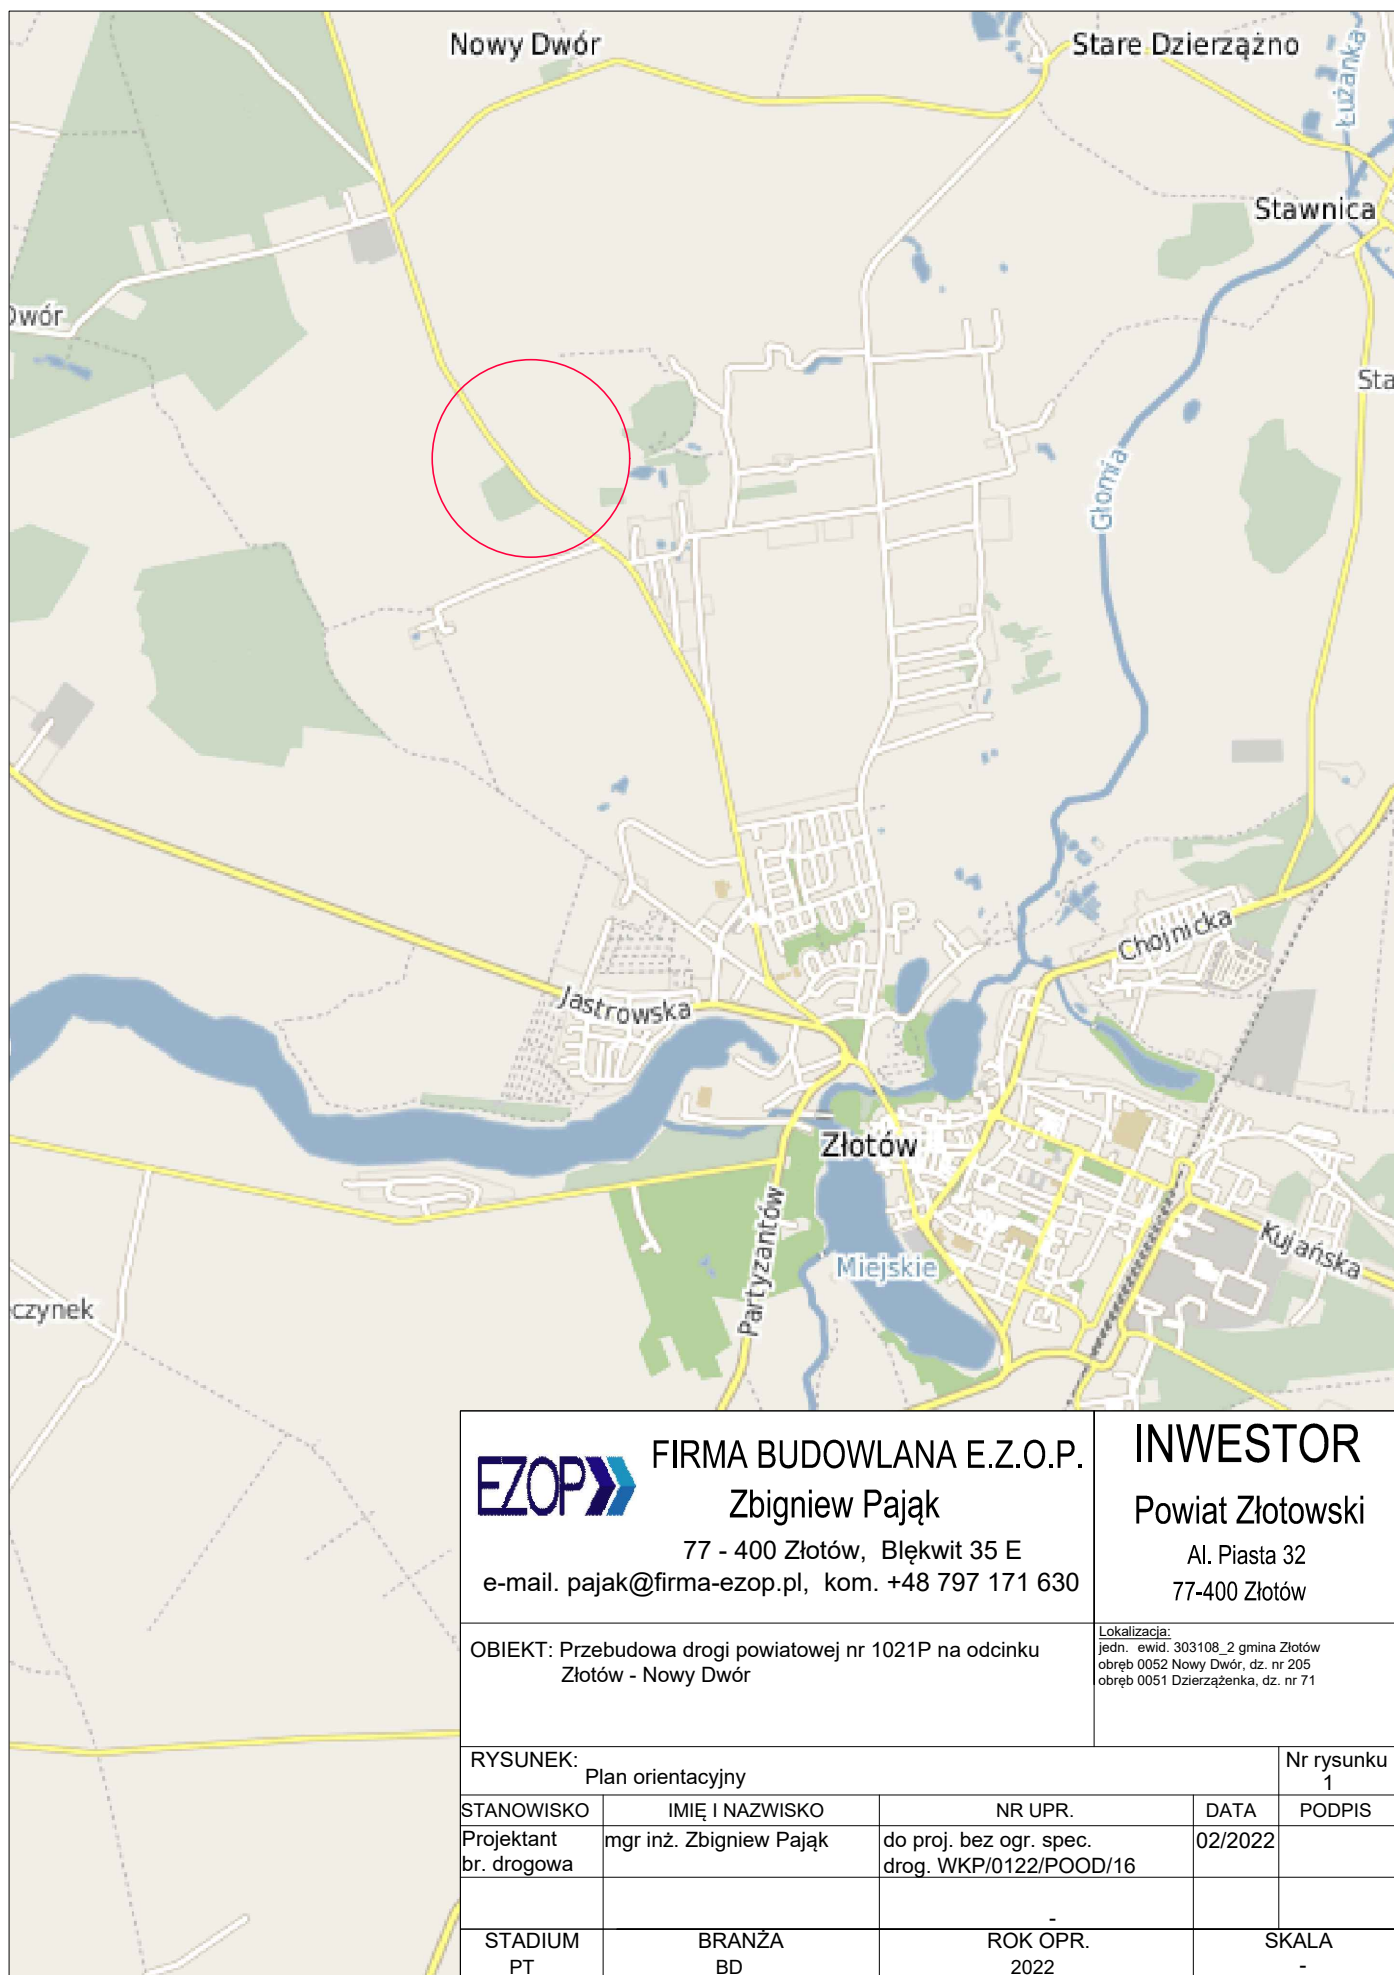 Nowy Dwór
Stare Dzierzążno
Łużanka
Stawnica
Dwór
Sta
Głomia
Chojnicka
Jastrowska
Złotów
Partyzantów
Miejskie
Kujańska
czynek
EZOP
FIRMA BUDOWLANA E.Z.O.P.
Zbigniew Pająk
77 - 400 Złotów, Blękwit 35 E
e-mail. pajak@firma-ezop.pl, kom. +48 797 171 630
INWESTOR
Powiat Złotowski
Al. Piasta 32
77-400 Złotów
OBIEKT: Przebudowa drogi powiatowej nr 1021P na odcinku
Złotów - Nowy Dwór
Lokalizacja:
jedn. ewid. 303108_2 gmina Złotów
obręb 0052 Nowy Dwór, dz. nr 205
obręb 0051 Dzierzążenka, dz. nr 71
RYSUNEK:
Plan orientacyjny
Nr rysunku
1
STANOWISKO IMIĘ I NAZWISKO NR UPR. DATA PODPIS
Projektant mgr inż. Zbigniew Pająk do proj. bez ogr. spec. 02/2022
br. drogowa drog. WKP/0122/POOD/16
-
STADIUM BRANŻA ROK OPR. SKALA
PT BD 2022 -